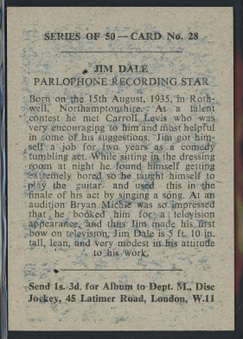 SERIES OF 50 — CARD No. 28
JIM DALE
PARLOPHONE RECORDING STAR
Born on the 15th August, 1935, in Roth-
well, Northamptonshire. At a talent
contest he met Carroll Levis who was
very encouraging to him and most helpful
in some of his suggestions. Jim got him-
self a job for two years as a comedy
tumbling act. While sitting in the dressing
room at night he found himself getting
extremely bored so he taught himself to
play the guitar and used this in the
finale of his act by singing a song. At an
audition Bryan Michie was so impressed
that he booked him for a television
appearance, and thus Jim made his first
bow on television. Jim Dale is 5 ft. 10 in.
tall, lean, and very modest in his attitude
to his work.
Send 1s. 3d. for Album to Dept. M., Disc
Jockey, 45 Latimer Road, London, W.11